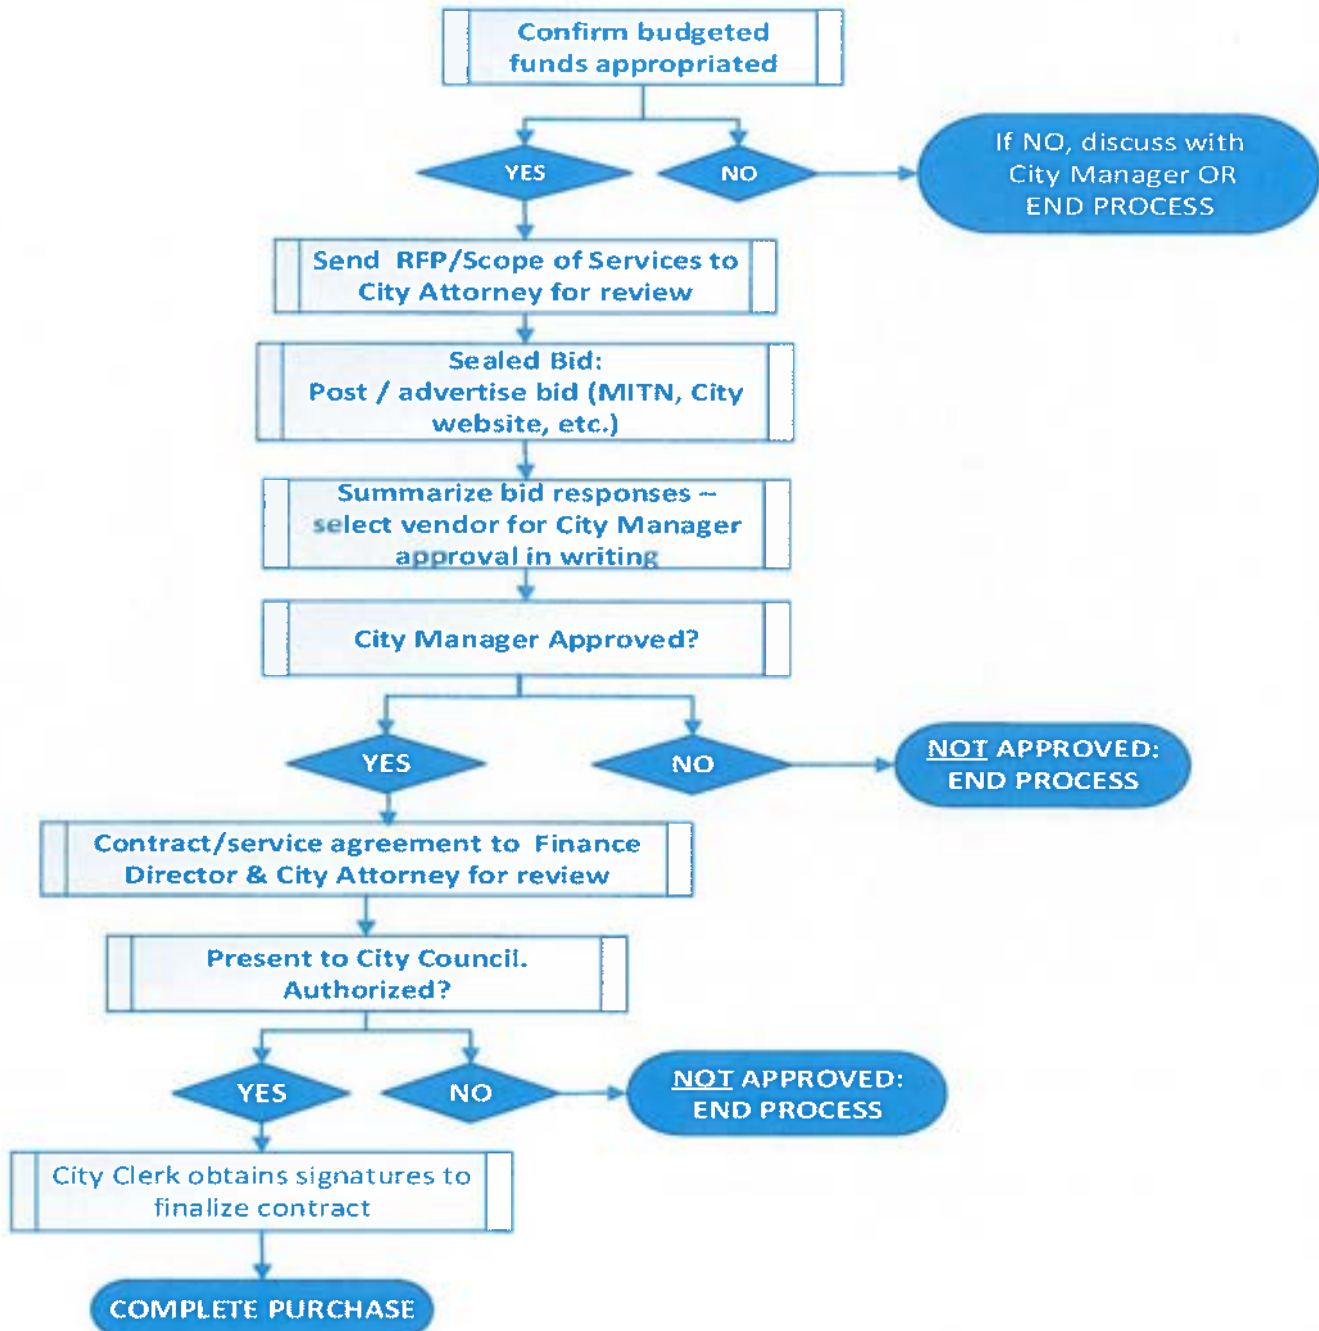 Confirm budgeted
funds appropriated
YES
NO
If NO, discuss with
City Manager OR
END PROCESS
Send RFP/Scope of Services to
City Attorney for review
Sealed Bid:
Post / advertise bid (MITN, City
website, etc.)
Summarize bid responses –
select vendor for City Manager
approval in writing
City Manager Approved?
YES
NO
NOT APPROVED:
END PROCESS
Contract/service agreement to Finance
Director & City Attorney for review
Present to City Council.
Authorized?
YES
NO
NOT APPROVED:
END PROCESS
City Clerk obtains signatures to
finalize contract
COMPLETE PURCHASE